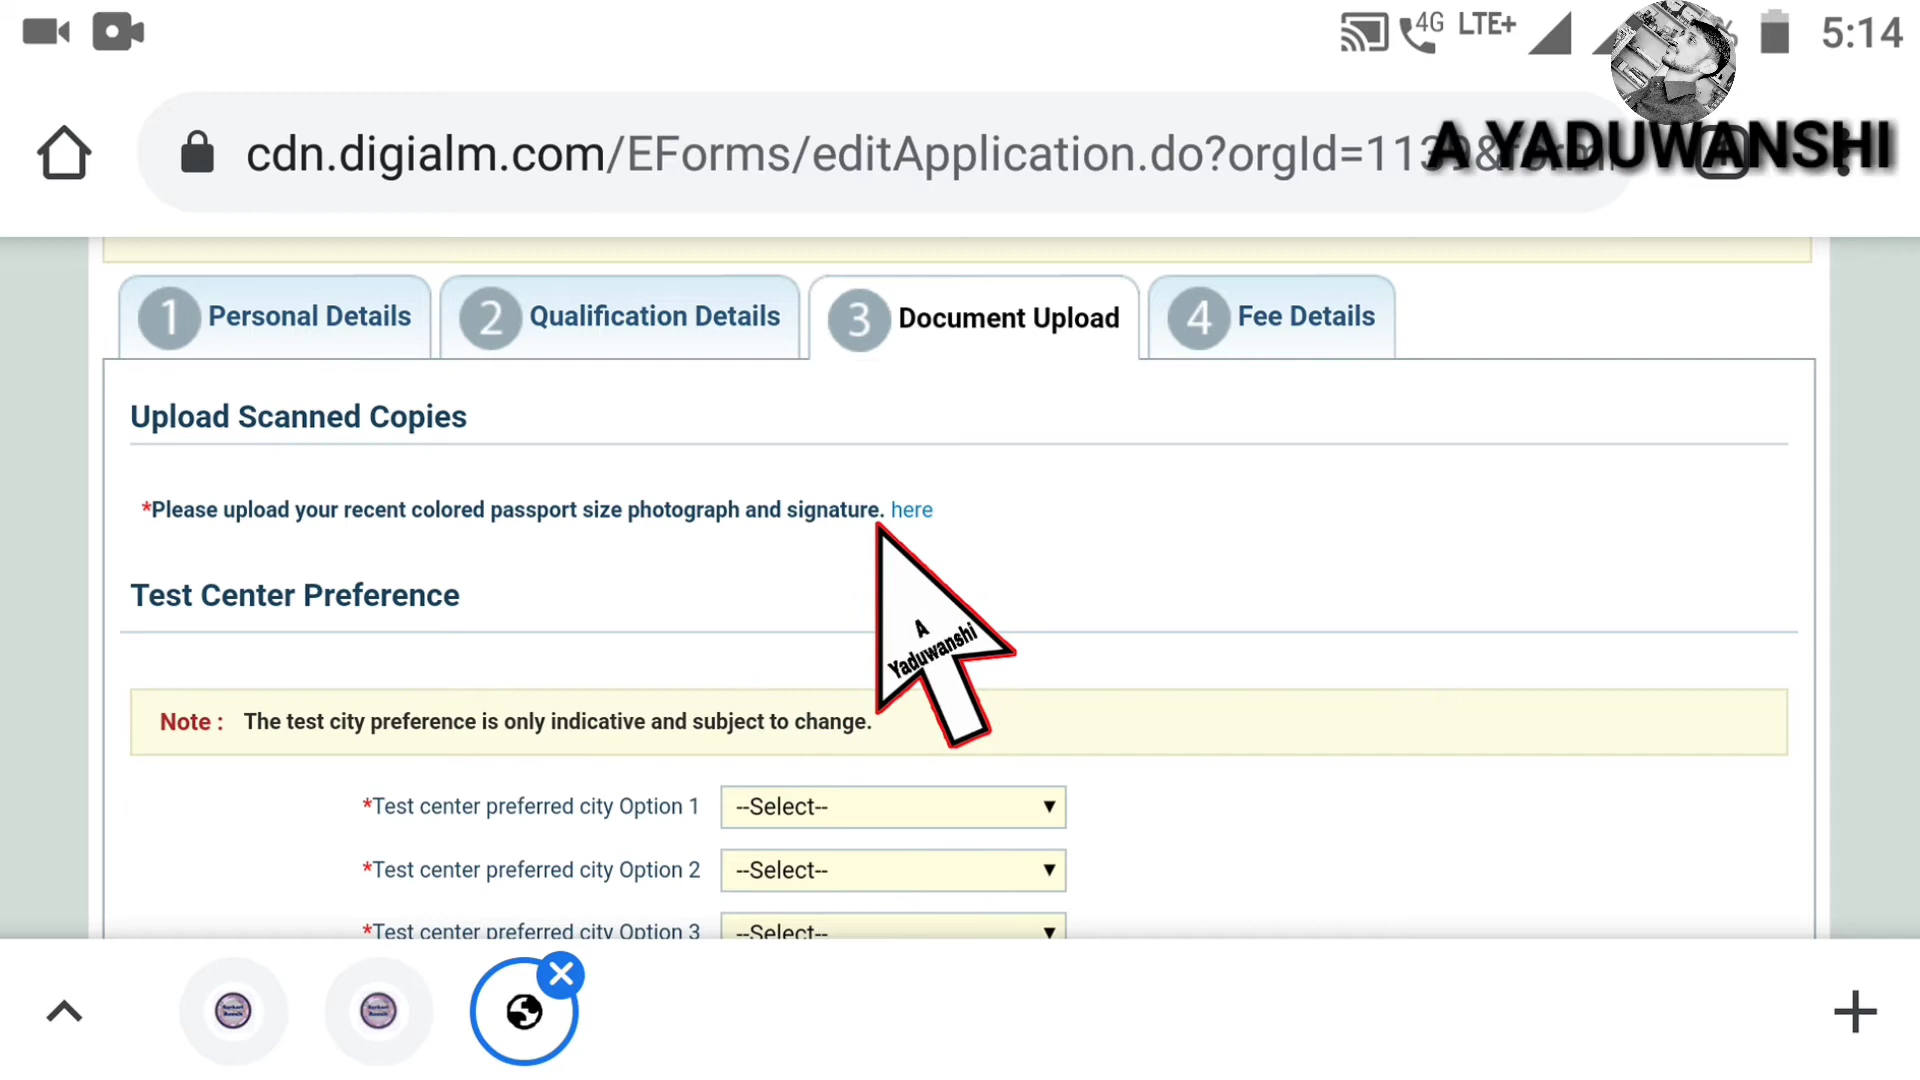 4G LTE+ 5:14
cdn.digialm.com/EForms/editApplication.do?orgId=1139&form
A YADUWANSHI
1 Personal Details
2 Qualification Details
3 Document Upload
4 Fee Details
Upload Scanned Copies
*Please upload your recent colored passport size photograph and signature. here
A
Yaduwanshi
Test Center Preference
Note : The test city preference is only indicative and subject to change.
*Test center preferred city Option 1 --Select--
*Test center preferred city Option 2 --Select--
*Test center preferred city Option 3 --Select--